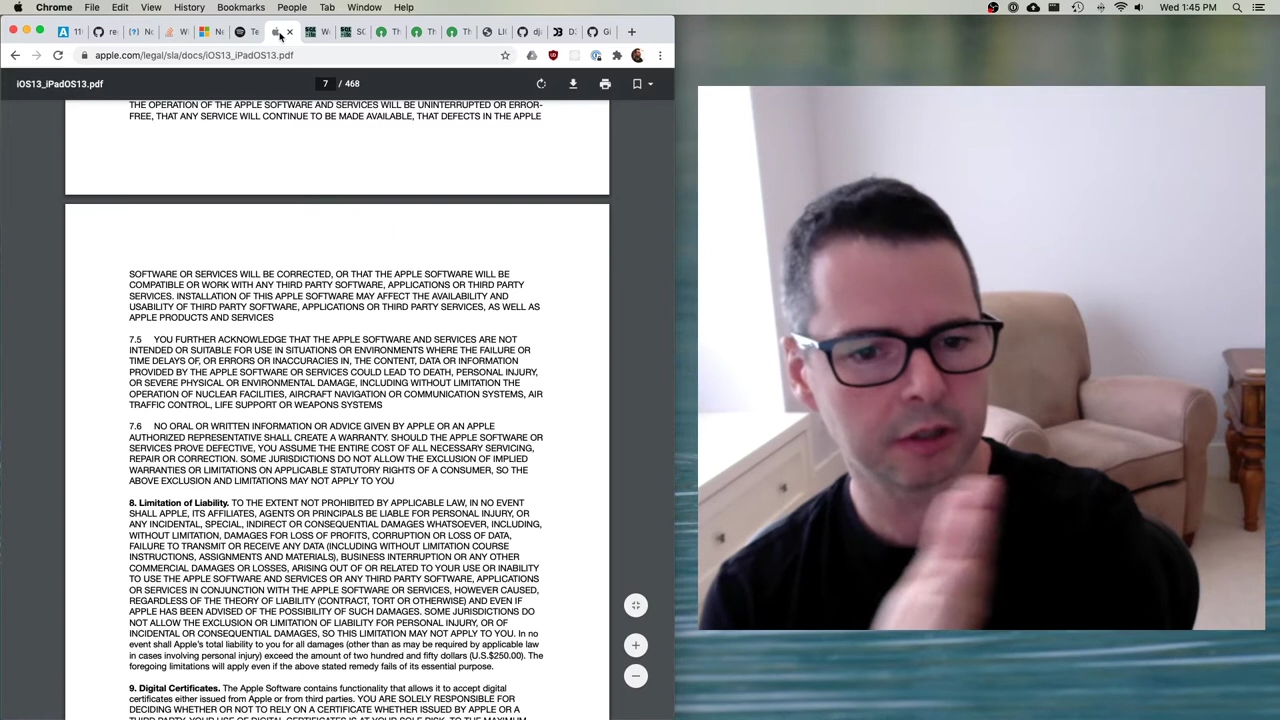 Chrome File Edit View History Bookmarks People Tab Window Help Wed 1:45 PM
apple.com/legal/sla/docs/iOS13_iPadOS13.pdf
iOS13_iPadOS13.pdf 7 / 468
THE OPERATION OF THE APPLE SOFTWARE AND SERVICES WILL BE UNINTERRUPTED OR ERROR-
FREE, THAT ANY SERVICE WILL CONTINUE TO BE MADE AVAILABLE, THAT DEFECTS IN THE APPLE
SOFTWARE OR SERVICES WILL BE CORRECTED, OR THAT THE APPLE SOFTWARE WILL BE
COMPATIBLE OR WORK WITH ANY THIRD PARTY SOFTWARE, APPLICATIONS OR THIRD PARTY
SERVICES. INSTALLATION OF THIS APPLE SOFTWARE MAY AFFECT THE AVAILABILITY AND
USABILITY OF THIRD PARTY SOFTWARE, APPLICATIONS OR THIRD PARTY SERVICES, AS WELL AS
APPLE PRODUCTS AND SERVICES
7.5 YOU FURTHER ACKNOWLEDGE THAT THE APPLE SOFTWARE AND SERVICES ARE NOT
INTENDED OR SUITABLE FOR USE IN SITUATIONS OR ENVIRONMENTS WHERE THE FAILURE OR
TIME DELAYS OF, OR ERRORS OR INACCURACIES IN, THE CONTENT, DATA OR INFORMATION
PROVIDED BY THE APPLE SOFTWARE OR SERVICES COULD LEAD TO DEATH, PERSONAL INJURY,
OR SEVERE PHYSICAL OR ENVIRONMENTAL DAMAGE, INCLUDING WITHOUT LIMITATION THE
OPERATION OF NUCLEAR FACILITIES, AIRCRAFT NAVIGATION OR COMMUNICATION SYSTEMS, AIR
TRAFFIC CONTROL, LIFE SUPPORT OR WEAPONS SYSTEMS
7.6 NO ORAL OR WRITTEN INFORMATION OR ADVICE GIVEN BY APPLE OR AN APPLE
AUTHORIZED REPRESENTATIVE SHALL CREATE A WARRANTY. SHOULD THE APPLE SOFTWARE OR
SERVICES PROVE DEFECTIVE, YOU ASSUME THE ENTIRE COST OF ALL NECESSARY SERVICING,
REPAIR OR CORRECTION. SOME JURISDICTIONS DO NOT ALLOW THE EXCLUSION OF IMPLIED
WARRANTIES OR LIMITATIONS ON APPLICABLE STATUTORY RIGHTS OF A CONSUMER, SO THE
ABOVE EXCLUSION AND LIMITATIONS MAY NOT APPLY TO YOU
8. Limitation of Liability. TO THE EXTENT NOT PROHIBITED BY APPLICABLE LAW, IN NO EVENT
SHALL APPLE, ITS AFFILIATES, AGENTS OR PRINCIPALS BE LIABLE FOR PERSONAL INJURY, OR
ANY INCIDENTAL, SPECIAL, INDIRECT OR CONSEQUENTIAL DAMAGES WHATSOEVER, INCLUDING,
WITHOUT LIMITATION, DAMAGES FOR LOSS OF PROFITS, CORRUPTION OR LOSS OF DATA,
FAILURE TO TRANSMIT OR RECEIVE ANY DATA (INCLUDING WITHOUT LIMITATION COURSE
INSTRUCTIONS, ASSIGNMENTS AND MATERIALS), BUSINESS INTERRUPTION OR ANY OTHER
COMMERCIAL DAMAGES OR LOSSES, ARISING OUT OF OR RELATED TO YOUR USE OR INABILITY
TO USE THE APPLE SOFTWARE AND SERVICES OR ANY THIRD PARTY SOFTWARE, APPLICATIONS
OR SERVICES IN CONJUNCTION WITH THE APPLE SOFTWARE OR SERVICES, HOWEVER CAUSED,
REGARDLESS OF THE THEORY OF LIABILITY (CONTRACT, TORT OR OTHERWISE) AND EVEN IF
APPLE HAS BEEN ADVISED OF THE POSSIBILITY OF SUCH DAMAGES. SOME JURISDICTIONS DO
NOT ALLOW THE EXCLUSION OR LIMITATION OF LIABILITY FOR PERSONAL INJURY, OR OF
INCIDENTAL OR CONSEQUENTIAL DAMAGES, SO THIS LIMITATION MAY NOT APPLY TO YOU. In no
event shall Apple's total liability to you for all damages (other than as may be required by applicable law
in cases involving personal injury) exceed the amount of two hundred and fifty dollars (U.S.$250.00). The
foregoing limitations will apply even if the above stated remedy fails of its essential purpose.
9. Digital Certificates. The Apple Software contains functionality that allows it to accept digital
certificates either issued from Apple or from third parties. YOU ARE SOLELY RESPONSIBLE FOR
DECIDING WHETHER OR NOT TO RELY ON A CERTIFICATE WHETHER ISSUED BY APPLE OR A
THIRD PARTY. YOUR USE OF DIGITAL CERTIFICATES IS AT YOUR SOLE RISK. TO THE MAXIMUM